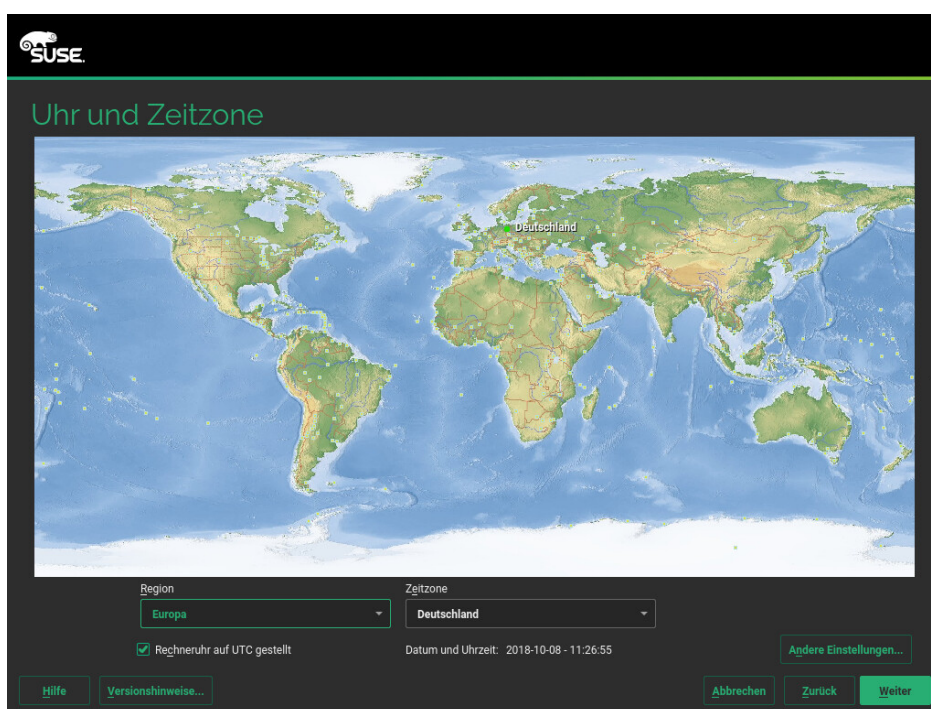 SUSE.
Uhr und Zeitzone
Deutschland
Region
Zeitzone
Europa
Deutschland
Rechneruhr auf UTC gestellt
Datum und Uhrzeit: 2018-10-08 - 11:26:55
Andere Einstellungen...
Hilfe
Versionshinweise...
Abbrechen
Zurück
Weiter